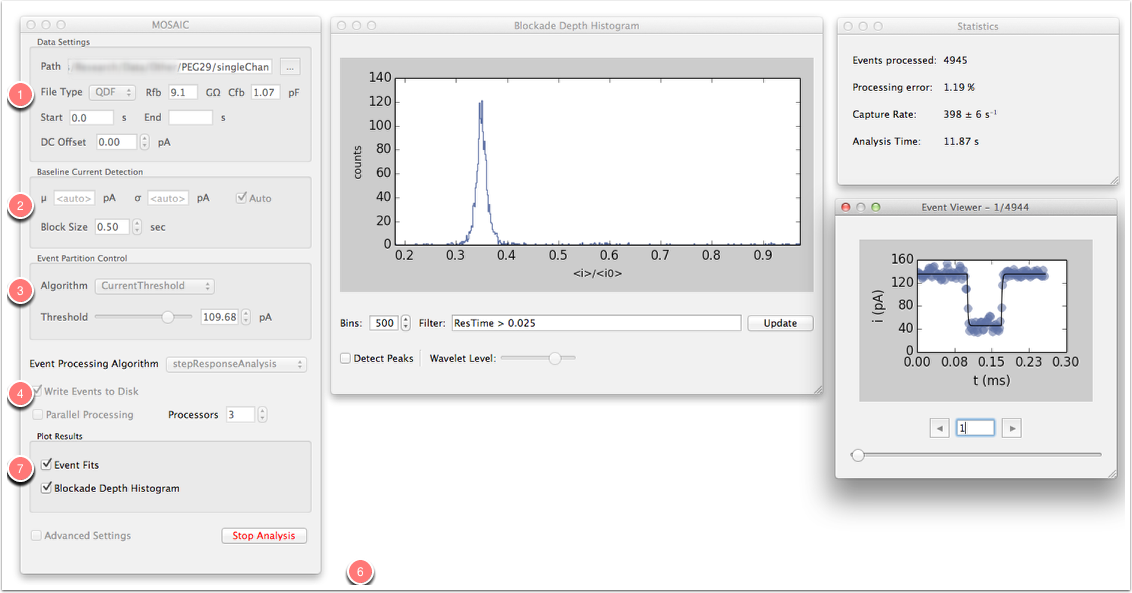 MOSAIC
Data Settings
Path /PEG29/singleChan ...
1
File Type QDF Rfb 9.1 GΩ Cfb 1.07 pF
Start 0.0 s End s
DC Offset 0.00 pA
Baseline Current Detection
2
μ <auto> pA σ <auto> pA Auto
Block Size 0.50 sec
Event Partition Control
3
Algorithm CurrentThreshold
Threshold 109.68 pA
Event Processing Algorithm stepResponseAnalysis
4
Write Events to Disk
Parallel Processing Processors 3
Plot Results
7
Event Fits
Blockade Depth Histogram
Advanced Settings Stop Analysis
Blockade Depth Histogram
140
120
100
80
60
40
20
0
counts
0.2 0.3 0.4 0.5 0.6 0.7 0.8 0.9
<i>/<i0>
Bins: 500 Filter: ResTime > 0.025 Update
Detect Peaks Wavelet Level:
6
Statistics
Events processed: 4945
Processing error: 1.19 %
Capture Rate: 398 ± 6 s⁻¹
Analysis Time: 11.87 s
Event Viewer – 1/4944
160
120
80
40
0
i (pA)
0.00 0.08 0.15 0.23 0.30
t (ms)
1